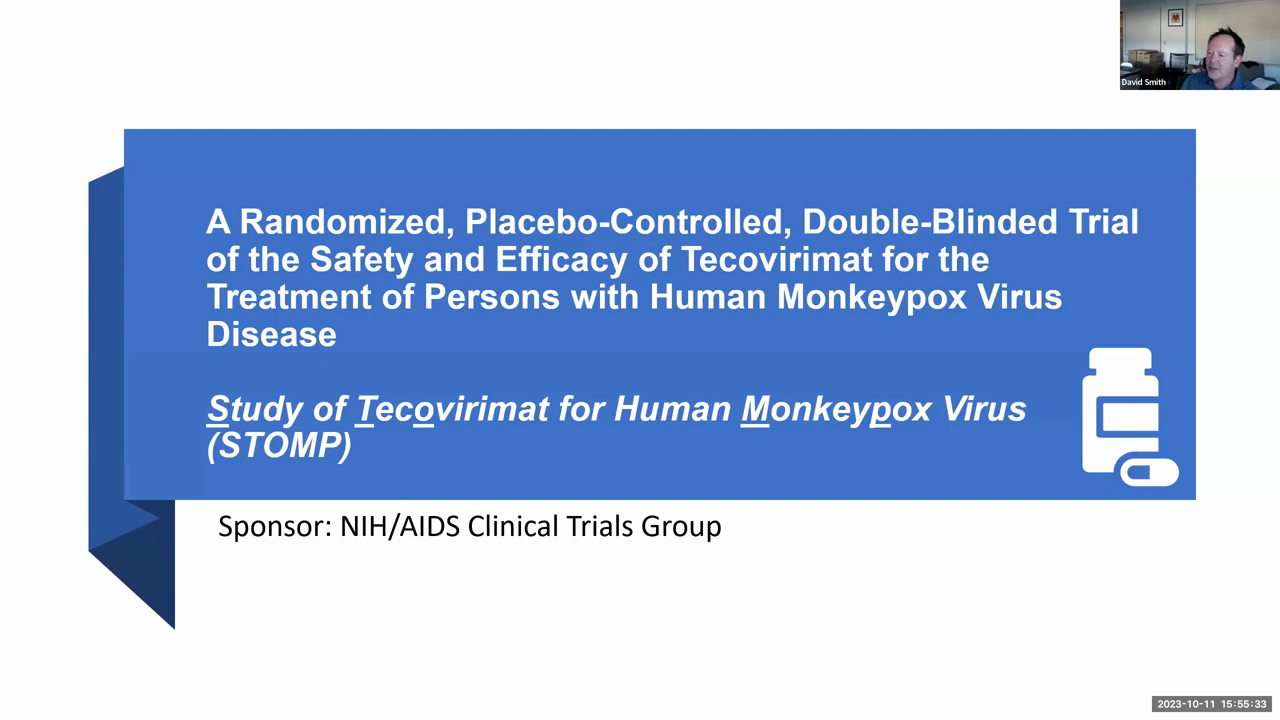 David Smith
A Randomized, Placebo-Controlled, Double-Blinded Trial
of the Safety and Efficacy of Tecovirimat for the
Treatment of Persons with Human Monkeypox Virus
Disease
Study of Tecovirimat for Human Monkeypox Virus
(STOMP)
Sponsor: NIH/AIDS Clinical Trials Group
2023-10-11 15:55:33